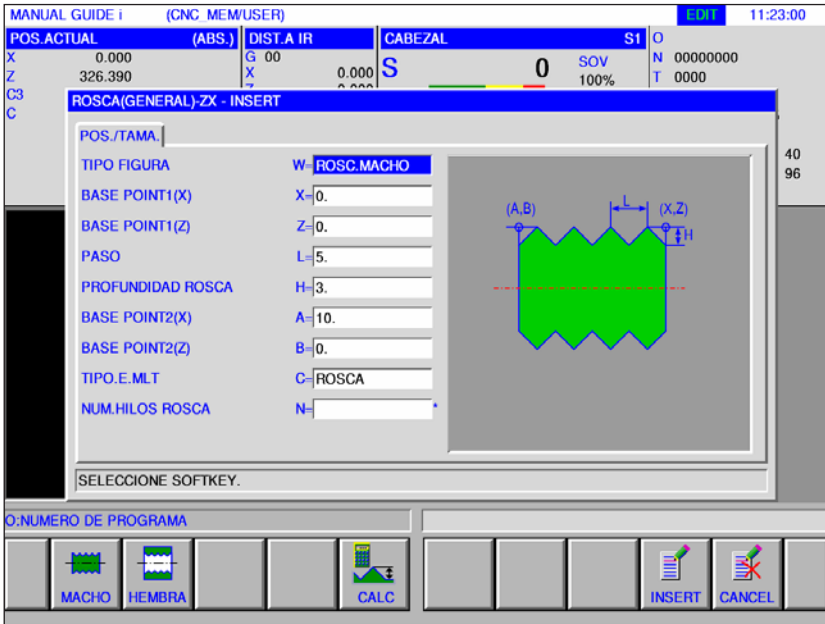 MANUAL GUIDE i (CNC_MEM/USER) EDIT 11:23:00
POS.ACTUAL (ABS.) DIST.A IR CABEZAL S1 O
X 0.000 G 00 S 0 SOV N 00000000
Z 326.390 X 0.000 100% T 0000
C3
C
ROSCA(GENERAL)-ZX - INSERT
POS./TAMA.
40
96
TIPO FIGURA W= ROSC.MACHO
BASE POINT1(X) X= 0.
BASE POINT1(Z) Z= 0.
PASO L= 5.
PROFUNDIDAD ROSCA H= 3.
BASE POINT2(X) A= 10.
BASE POINT2(Z) B= 0.
TIPO.E.MLT C= ROSCA
NUM.HILOS ROSCA N= *
(A,B) L (X,Z)
H
SELECCIONE SOFTKEY.
O:NUMERO DE PROGRAMA
MACHO HEMBRA CALC INSERT CANCEL